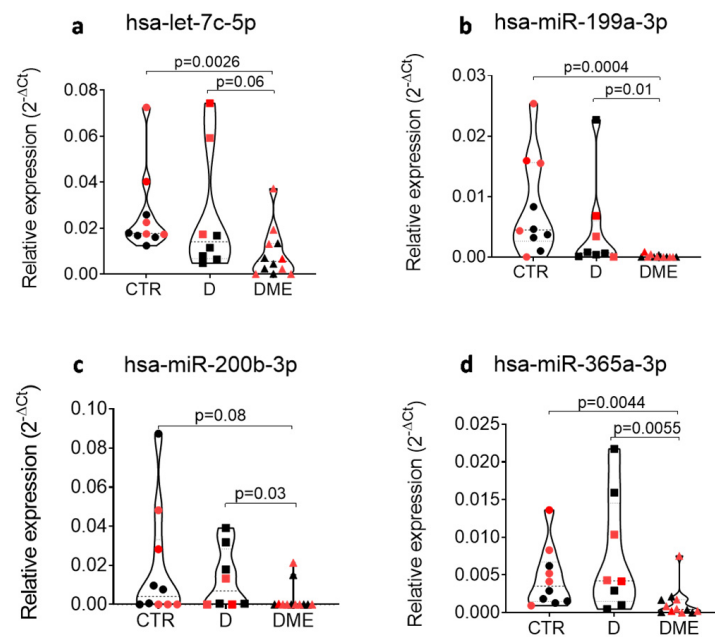 a
hsa-let-7c-5p
Relative expression (2^-ΔCt)
p=0.0026
p=0.06
0.08
0.06
0.04
0.02
0.00
CTR D DME
b
hsa-miR-199a-3p
Relative expression (2^-ΔCt)
p=0.0004
p=0.01
0.03
0.02
0.01
0.00
CTR D DME
c
hsa-miR-200b-3p
Relative expression (2^-ΔCt)
p=0.08
p=0.03
0.10
0.08
0.06
0.04
0.02
0.00
CTR D DME
d
hsa-miR-365a-3p
Relative expression (2^-ΔCt)
p=0.0044
p=0.0055
0.025
0.020
0.015
0.010
0.005
0.000
CTR D DME